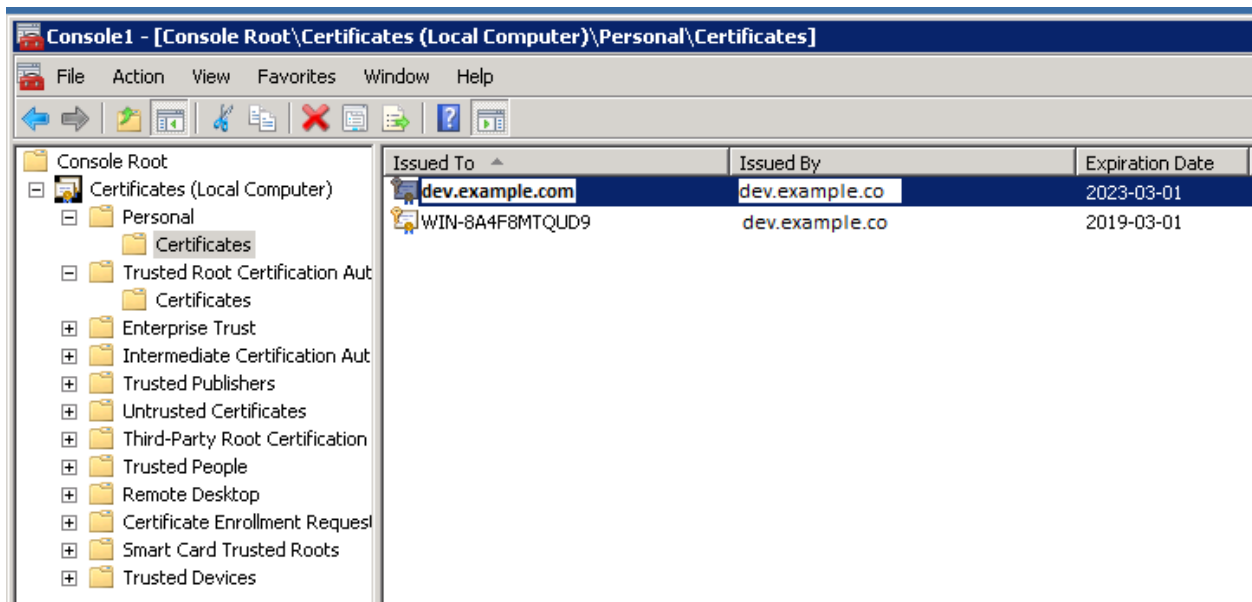 Console1 - [Console Root\Certificates (Local Computer)\Personal\Certificates]
File Action View Favorites Window Help
Console Root
Certificates (Local Computer)
Personal
Certificates
Trusted Root Certification Aut
Certificates
Enterprise Trust
Intermediate Certification Aut
Trusted Publishers
Untrusted Certificates
Third-Party Root Certification
Trusted People
Remote Desktop
Certificate Enrollment Request
Smart Card Trusted Roots
Trusted Devices
Issued To Issued By Expiration Date
dev.example.com dev.example.co 2023-03-01
WIN-8A4F8MTQUD9 dev.example.co 2019-03-01